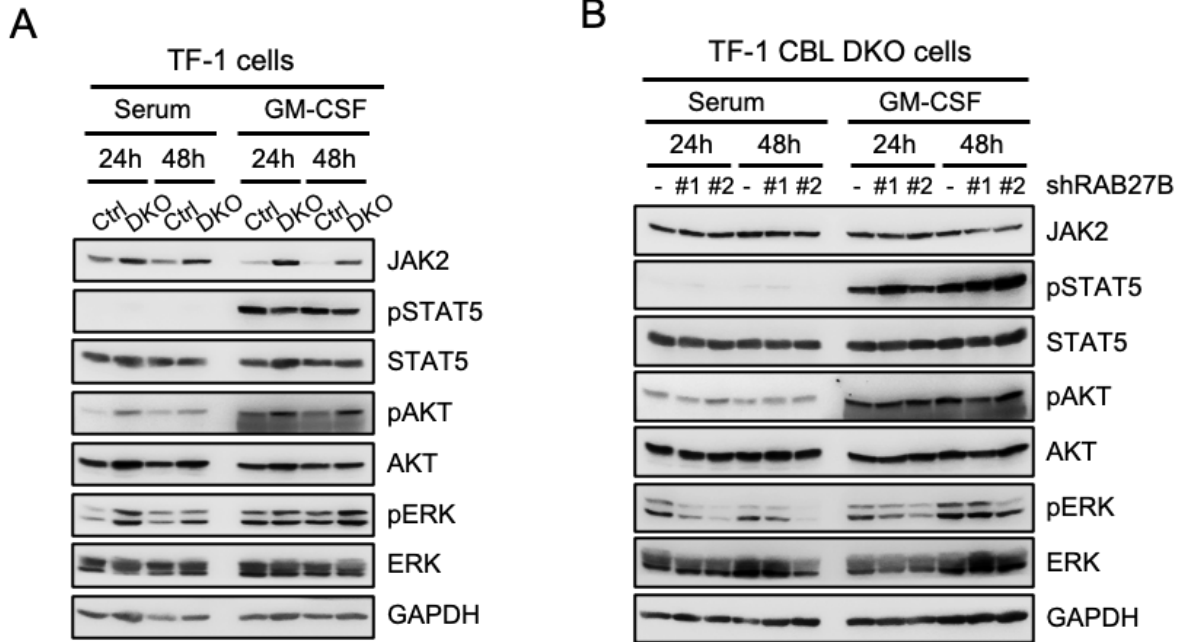 A
TF-1 cells
Serum GM-CSF
24h 48h 24h 48h
Ctrl DKO Ctrl DKO Ctrl DKO Ctrl DKO
JAK2
pSTAT5
STAT5
pAKT
AKT
pERK
ERK
GAPDH
B
TF-1 CBL DKO cells
Serum GM-CSF
24h 48h 24h 48h
- #1 #2 - #1 #2 - #1 #2 - #1 #2 shRAB27B
JAK2
pSTAT5
STAT5
pAKT
AKT
pERK
ERK
GAPDH